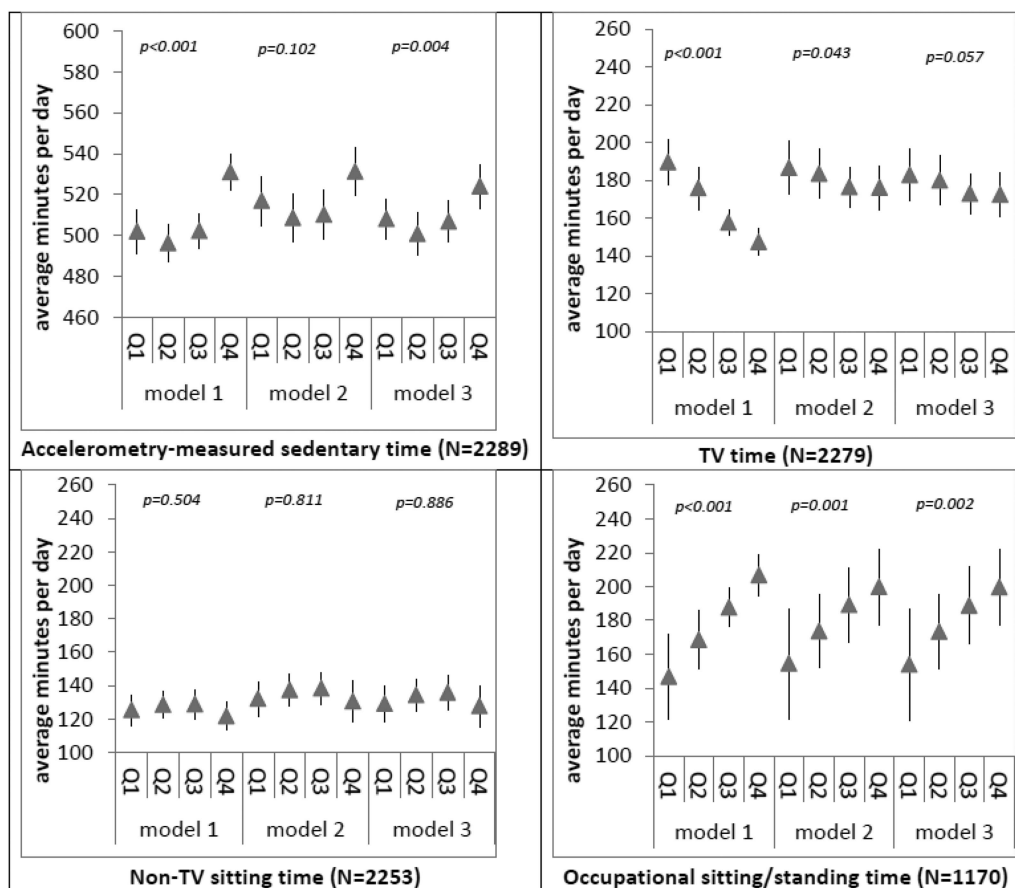 average minutes per day
600
580
560
540
520
500
480
460
p<0.001 p=0.102 p=0.004
Q1 Q2 Q3 Q4 Q1 Q2 Q3 Q4 Q1 Q2 Q3 Q4
model 1 model 2 model 3
Accelerometry-measured sedentary time (N=2289)
average minutes per day
260
240
220
200
180
160
140
120
100
p<0.001 p=0.043 p=0.057
Q1 Q2 Q3 Q4 Q1 Q2 Q3 Q4 Q1 Q2 Q3 Q4
model 1 model 2 model 3
TV time (N=2279)
average minutes per day
260
240
220
200
180
160
140
120
100
p=0.504 p=0.811 p=0.886
Q1 Q2 Q3 Q4 Q1 Q2 Q3 Q4 Q1 Q2 Q3 Q4
model 1 model 2 model 3
Non-TV sitting time (N=2253)
average minutes per day
260
240
220
200
180
160
140
120
100
p<0.001 p=0.001 p=0.002
Q1 Q2 Q3 Q4 Q1 Q2 Q3 Q4 Q1 Q2 Q3 Q4
model 1 model 2 model 3
Occupational sitting/standing time (N=1170)